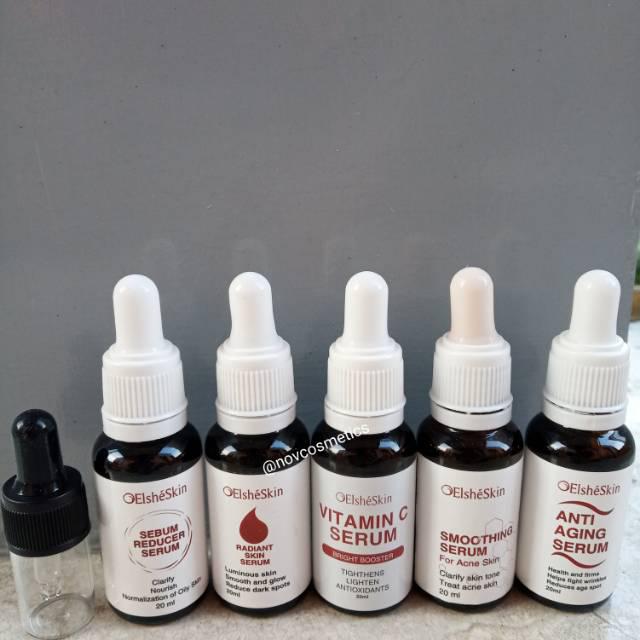 @novcosmetics
ElshéSkin
SEBUM
REDUCER
SERUM
Clarify
Nourish
Normalization of Oily Skin
20 ml
ElshéSkin
RADIANT
SKIN
SERUM
Luminous skin
Smooth and glow
Reduce dark spots
20ml
ElshéSkin
VITAMIN C
SERUM
BRIGHT BOOSTER
TIGHTHENS
LIGHTEN
ANTIOXIDANTS
20ml
ElshéSkin
SMOOTHING
SERUM
For Acne Skin
Clarify skin tone
Treat acne skin
20 ml
ElshéSkin
ANTI
AGING
SERUM
Health and firms
Helps fight wrinkles
Reduces age spot
20ml